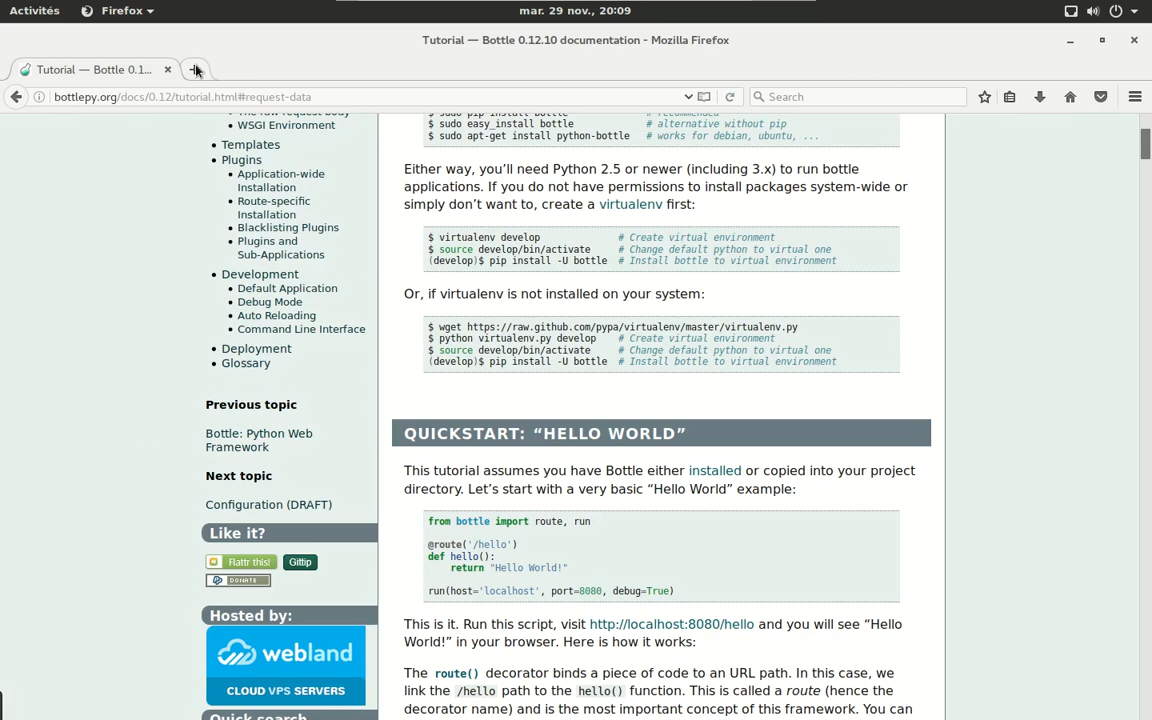 Activités Firefox mar. 29 nov., 20:09
Tutorial — Bottle 0.12.10 documentation - Mozilla Firefox
Tutorial — Bottle 0.1...
bottlepy.org/docs/0.12/tutorial.html#request-data Search
The raw request body
WSGI Environment
Templates
Plugins
Application-wide
Installation
Route-specific
Installation
Blacklisting Plugins
Plugins and
Sub-Applications
Development
Default Application
Debug Mode
Auto Reloading
Command Line Interface
Deployment
Glossary
Previous topic
Bottle: Python Web
Framework
Next topic
Configuration (DRAFT)
Like it?
Flattr this! Gittip
DONATE
Hosted by:
webland
CLOUD VPS SERVERS
Quick search
$ sudo pip install bottle # recommended
$ sudo easy_install bottle # alternative without pip
$ sudo apt-get install python-bottle # works for debian, ubuntu, ...
Either way, you’ll need Python 2.5 or newer (including 3.x) to run bottle
applications. If you do not have permissions to install packages system-wide or
simply don’t want to, create a virtualenv first:
$ virtualenv develop # Create virtual environment
$ source develop/bin/activate # Change default python to virtual one
(develop)$ pip install -U bottle # Install bottle to virtual environment
Or, if virtualenv is not installed on your system:
$ wget https://raw.github.com/pypa/virtualenv/master/virtualenv.py
$ python virtualenv.py develop # Create virtual environment
$ source develop/bin/activate # Change default python to virtual one
(develop)$ pip install -U bottle # Install bottle to virtual environment
QUICKSTART: “HELLO WORLD”
This tutorial assumes you have Bottle either installed or copied into your project
directory. Let’s start with a very basic “Hello World” example:
from bottle import route, run
@route('/hello')
def hello():
return "Hello World!"
run(host='localhost', port=8080, debug=True)
This is it. Run this script, visit http://localhost:8080/hello and you will see “Hello
World!” in your browser. Here is how it works:
The route() decorator binds a piece of code to an URL path. In this case, we
link the /hello path to the hello() function. This is called a route (hence the
decorator name) and is the most important concept of this framework. You can